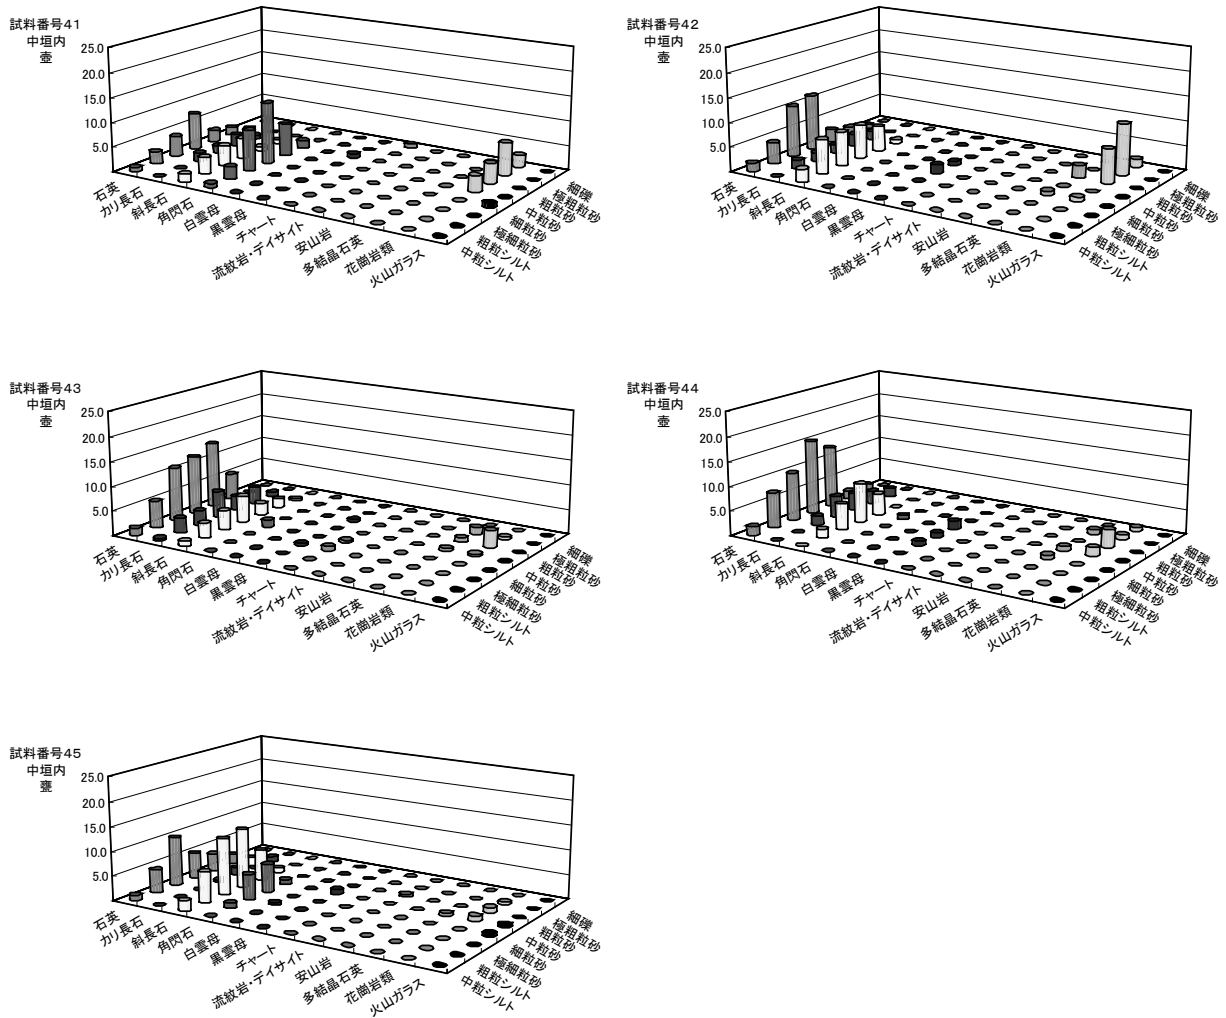 試料番号41
中垣内
壺
25.0
20.0
15.0
10.0
5.0
石英
カリ長石
斜長石
角閃石
白雲母
黒雲母
チャート
流紋岩・デイサイト
安山岩
多結晶石英
花崗岩類
火山ガラス
細礫
極粗粒砂
粗粒砂
中粒砂
細粒砂
極細粒砂
粗粒シルト
中粒シルト
試料番号42
中垣内
壺
25.0
20.0
15.0
10.0
5.0
石英
カリ長石
斜長石
角閃石
白雲母
黒雲母
チャート
流紋岩・デイサイト
安山岩
多結晶石英
花崗岩類
火山ガラス
細礫
極粗粒砂
粗粒砂
中粒砂
細粒砂
極細粒砂
粗粒シルト
中粒シルト
試料番号43
中垣内
壺
25.0
20.0
15.0
10.0
5.0
石英
カリ長石
斜長石
角閃石
白雲母
黒雲母
チャート
流紋岩・デイサイト
安山岩
多結晶石英
花崗岩類
火山ガラス
細礫
極粗粒砂
粗粒砂
中粒砂
細粒砂
極細粒砂
粗粒シルト
中粒シルト
試料番号44
中垣内
壺
25.0
20.0
15.0
10.0
5.0
石英
カリ長石
斜長石
角閃石
白雲母
黒雲母
チャート
流紋岩・デイサイト
安山岩
多結晶石英
花崗岩類
火山ガラス
細礫
極粗粒砂
粗粒砂
中粒砂
細粒砂
極細粒砂
粗粒シルト
中粒シルト
試料番号45
中垣内
甕
25.0
20.0
15.0
10.0
5.0
石英
カリ長石
斜長石
角閃石
白雲母
黒雲母
チャート
流紋岩・デイサイト
安山岩
多結晶石英
花崗岩類
火山ガラス
細礫
極粗粒砂
粗粒砂
中粒砂
細粒砂
極細粒砂
粗粒シルト
中粒シルト